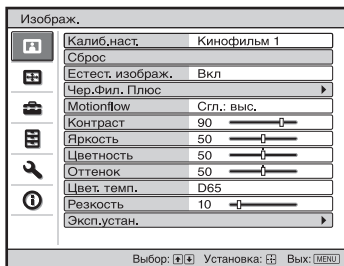 Изображ.
Калиб.наст. Кинофильм 1
Сброс
Естест. изображ. Вкл
Чер.Фил. Плюс
Motionflow Сгл.: выс.
Контраст 90
Яркость 50
Цветность 50
Оттенок 50
Цвет. темп. D65
Резкость 10
Эксп.устан.
Выбор: Установка: Вых: MENU